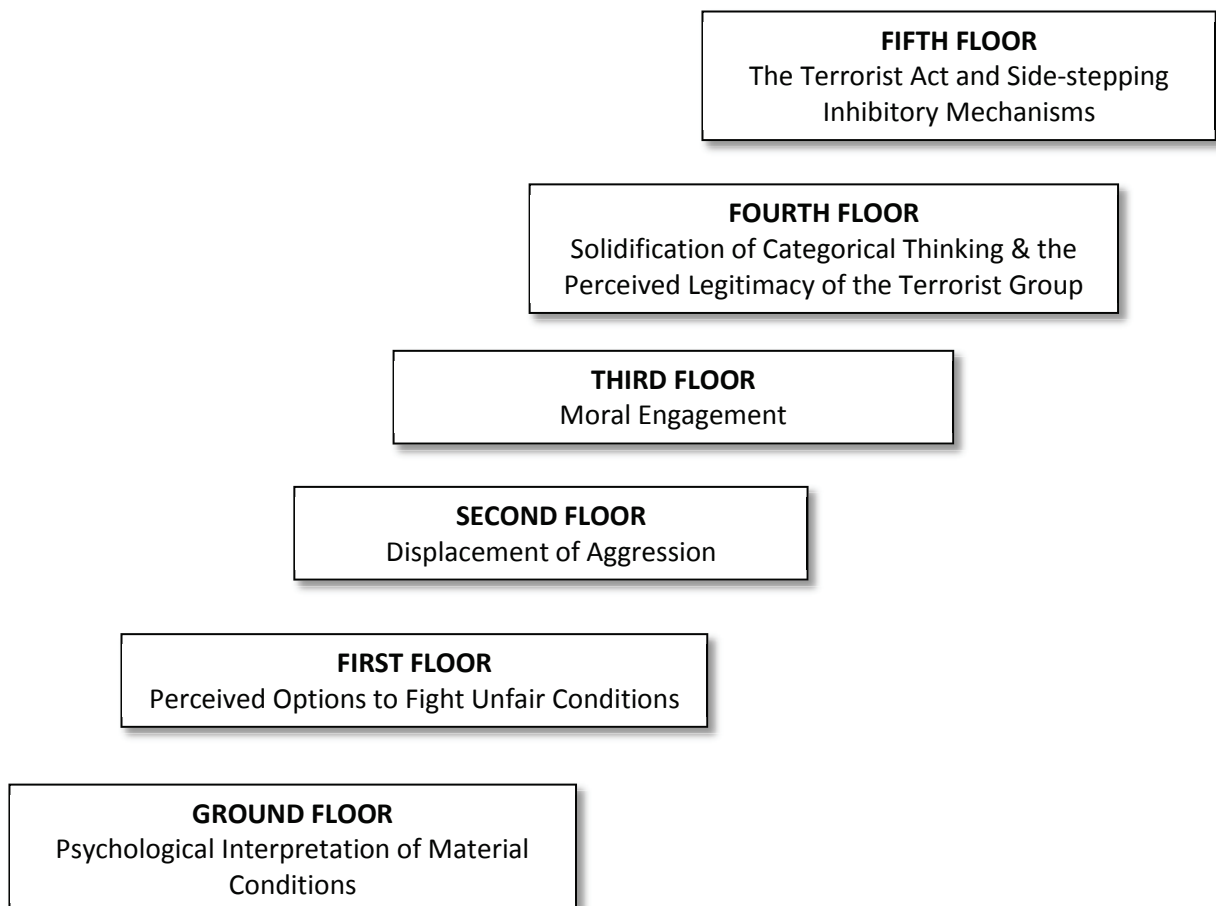 FIFTH FLOOR
The Terrorist Act and Side-stepping
Inhibitory Mechanisms
FOURTH FLOOR
Solidification of Categorical Thinking & the
Perceived Legitimacy of the Terrorist Group
THIRD FLOOR
Moral Engagement
SECOND FLOOR
Displacement of Aggression
FIRST FLOOR
Perceived Options to Fight Unfair Conditions
GROUND FLOOR
Psychological Interpretation of Material
Conditions